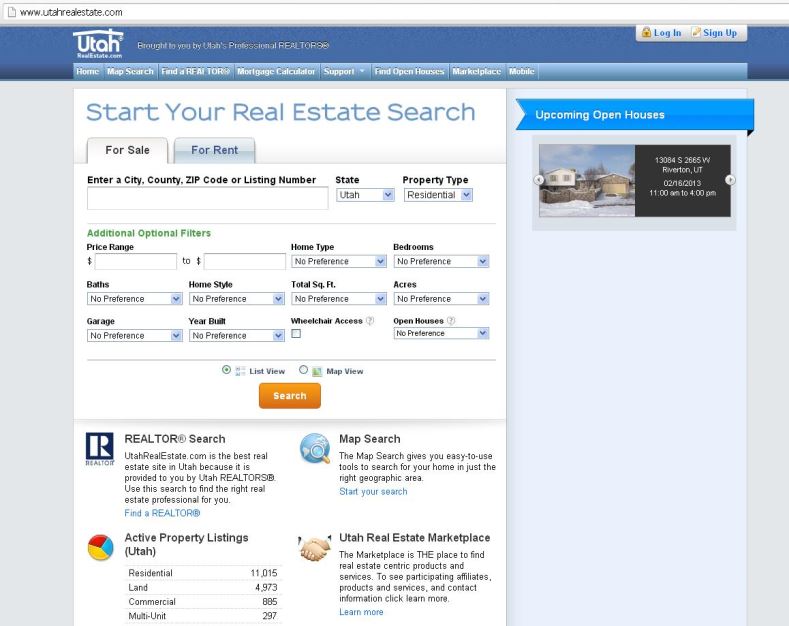 www.utahrealestate.com
Utah®
RealEstate.com
Brought to you by Utah's Professional REALTORS®
Log In Sign Up
Home Map Search Find a REALTOR® Mortgage Calculator Support Find Open Houses Marketplace Mobile
Start Your Real Estate Search
For Sale For Rent
Enter a City, County, ZIP Code or Listing Number State Property Type
Utah Residential
Additional Optional Filters
Price Range Home Type Bedrooms
$ to $ No Preference No Preference
Baths Home Style Total Sq. Ft. Acres
No Preference No Preference No Preference No Preference
Garage Year Built Wheelchair Access ? Open Houses ?
No Preference No Preference No Preference
List View Map View
Search
Upcoming Open Houses
13084 S 2665 W
Riverton, UT
02/16/2013
11:00 am to 4:00 pm
R
REALTOR®
REALTOR® Search
UtahRealEstate.com is the best real
estate site in Utah because it is
provided to you by Utah REALTORS®.
Use this search to find the right real
estate professional for you.
Find a REALTOR®
Map Search
The Map Search gives you easy-to-use
tools to search for your home in just the
right geographic area.
Start your search
Active Property Listings
(Utah)
Residential 11,015
Land 4,973
Commercial 885
Multi-Unit 297
Utah Real Estate Marketplace
The Marketplace is THE place to find
real estate centric products and
services. To see participating affiliates,
products and services, and contact
information click learn more.
Learn more